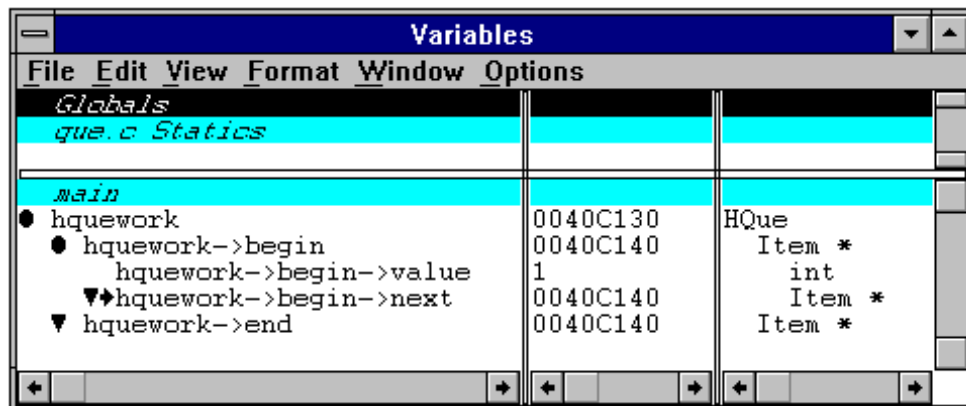 Variables
File Edit View Format Window Options
Globals
que.c Statics
main
hquework 0040C130 HQue
hquework->begin 0040C140 Item *
hquework->begin->value 1 int
hquework->begin->next 0040C140 Item *
hquework->end 0040C140 Item *